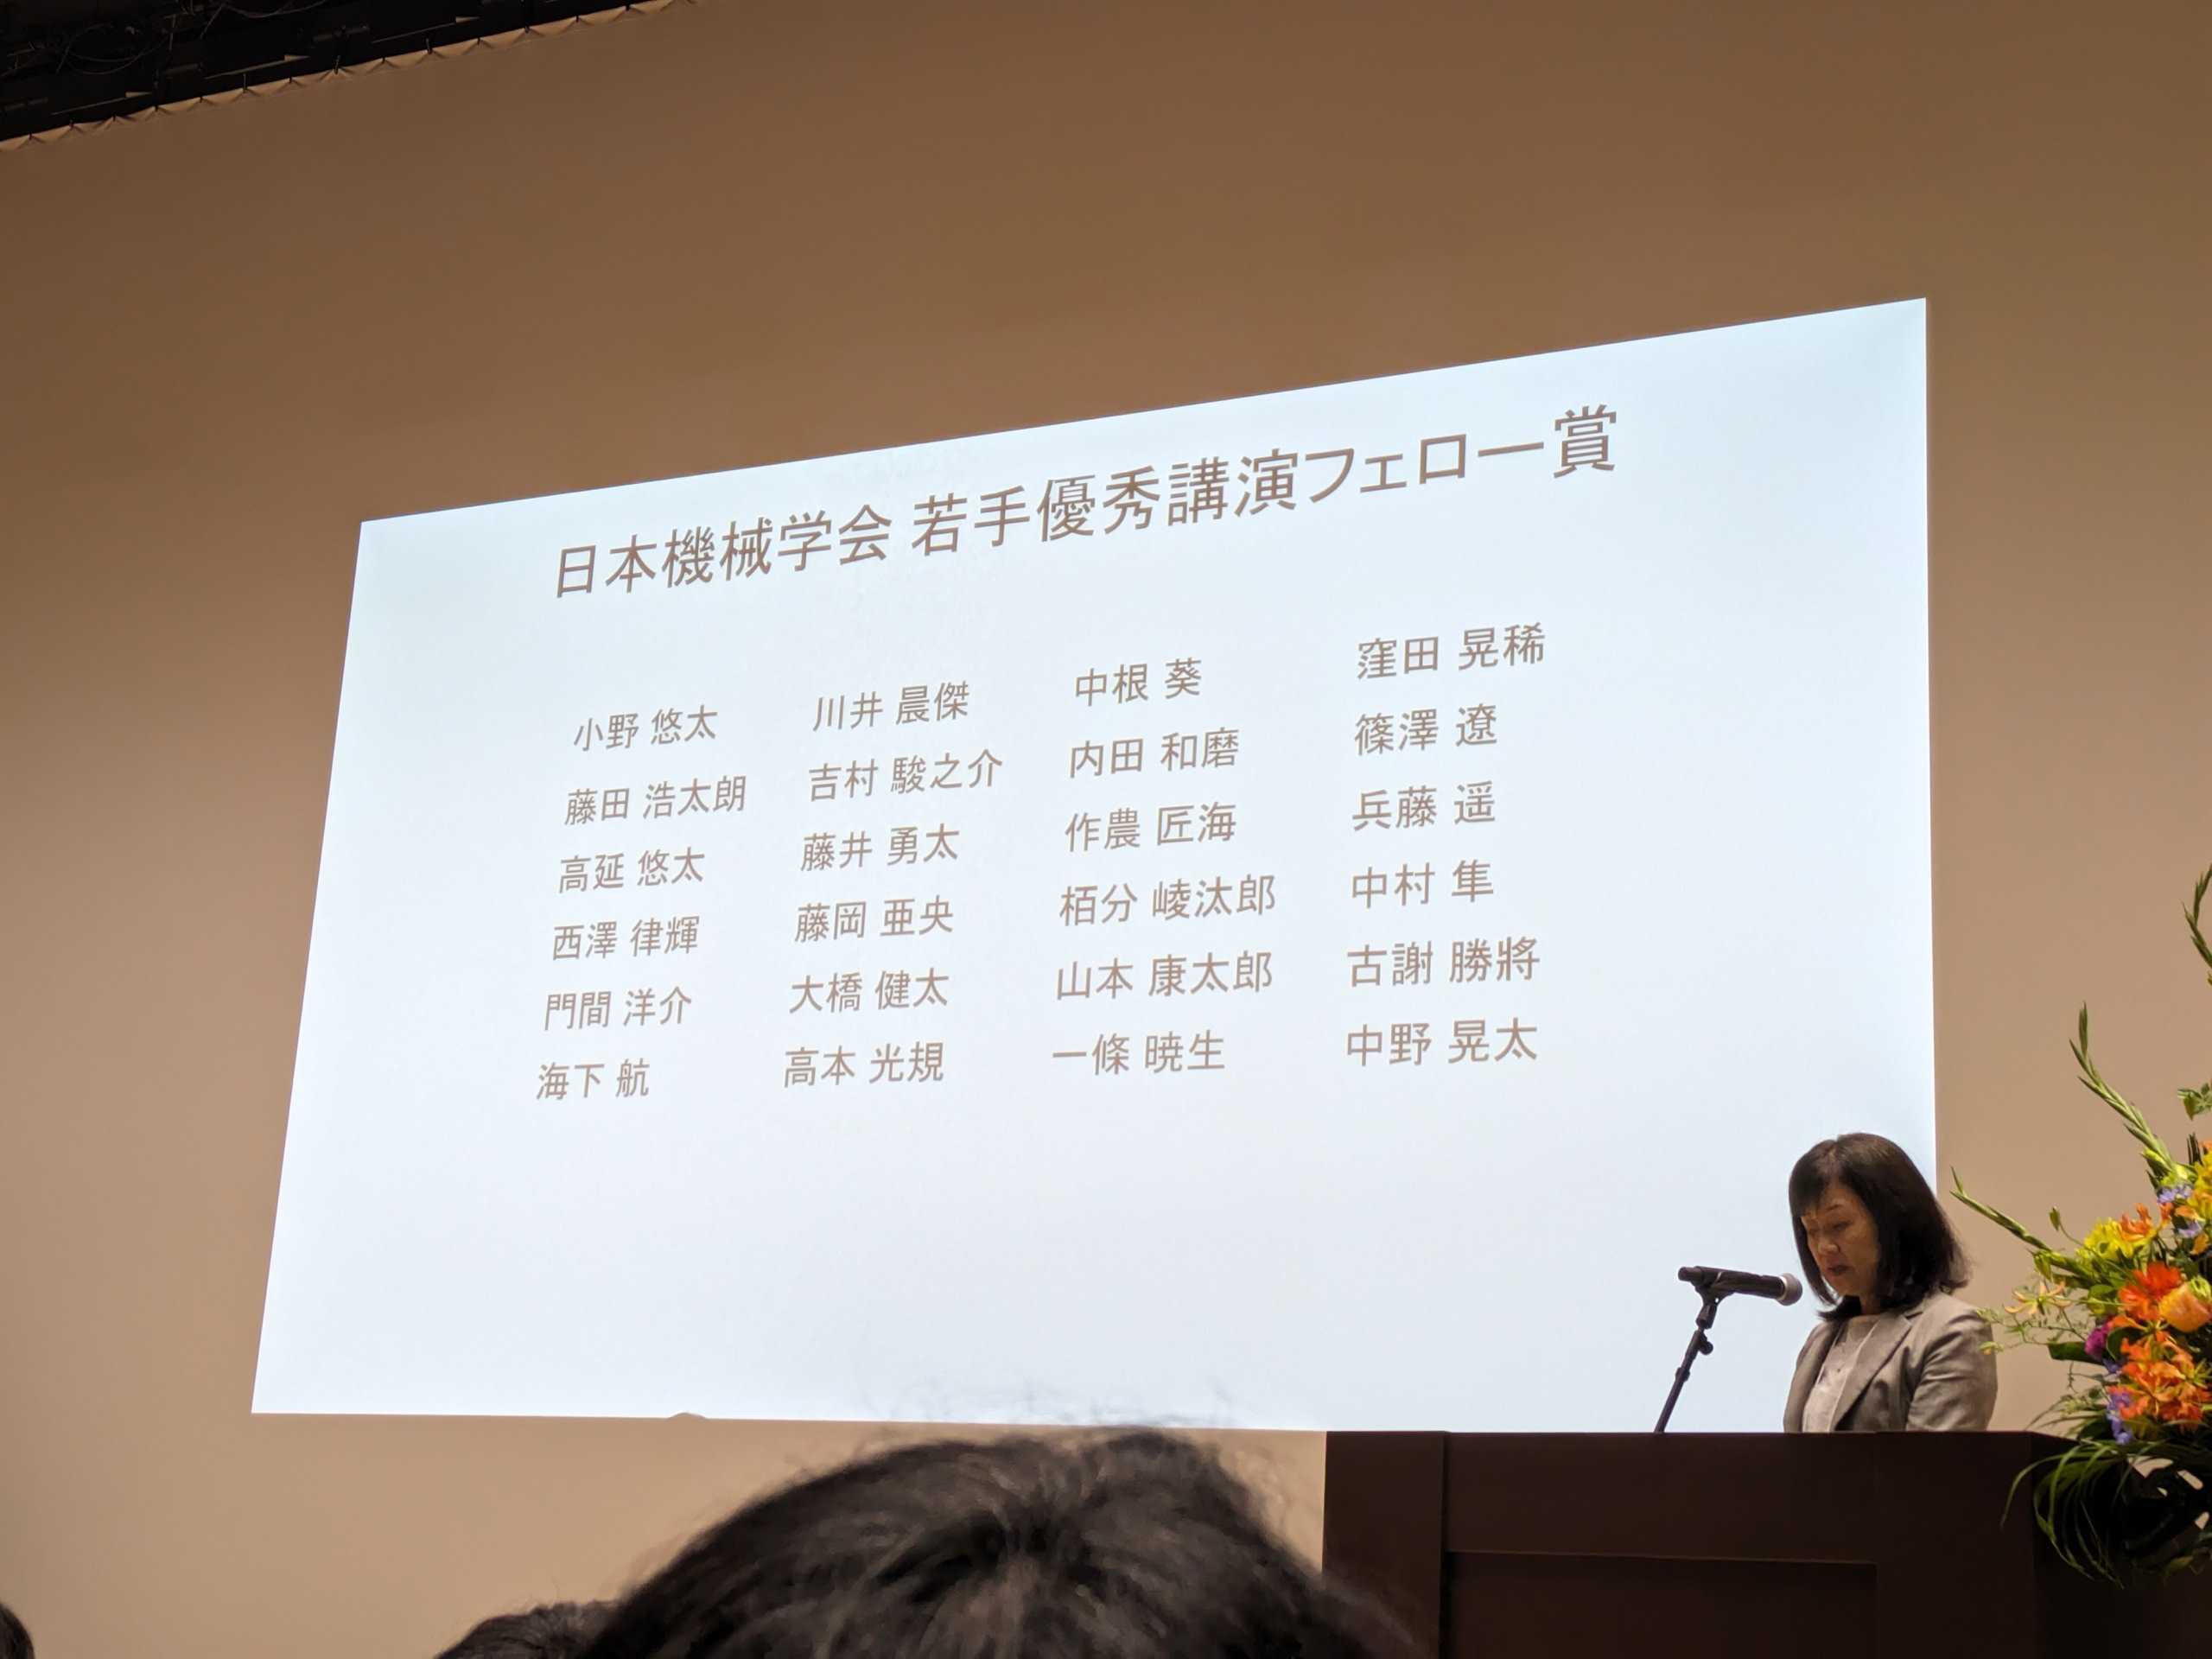 日本機械学会 若手優秀講演フェロー賞
小野 悠太 川井 晨傑 中根 葵 窪田 晃稀
藤田 浩太朗 吉村 駿之介 内田 和磨 篠澤 遼
高延 悠太 藤井 勇太 作農 匠海 兵藤 遥
西澤 律輝 藤岡 亜央 栢分 崚汰郎 中村 隼
門間 洋介 大橋 健太 山本 康太郎 古謝 勝將
海下 航 高本 光規 一條 暁生 中野 晃太